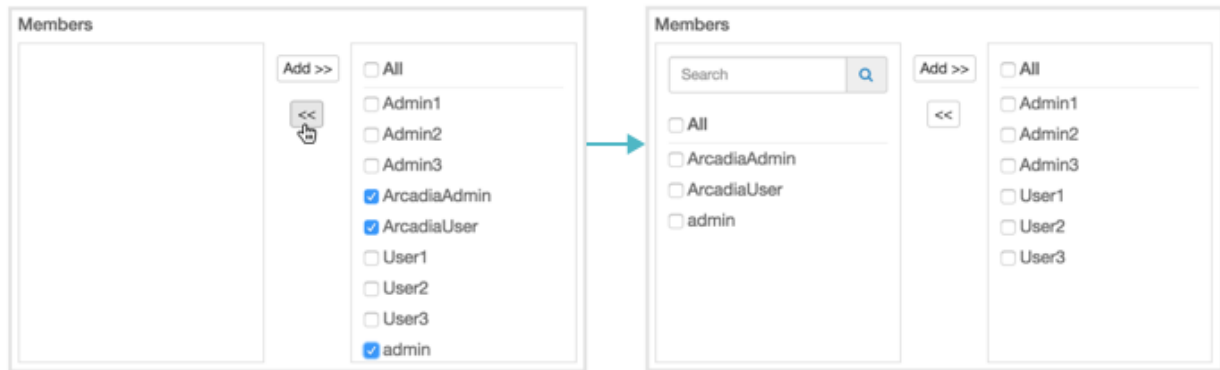 Members
Add >>
<<
All
Admin1
Admin2
Admin3
ArcadiaAdmin
ArcadiaUser
User1
User2
User3
admin
Members
Search
All
ArcadiaAdmin
ArcadiaUser
admin
Add >>
<<
All
Admin1
Admin2
Admin3
User1
User2
User3